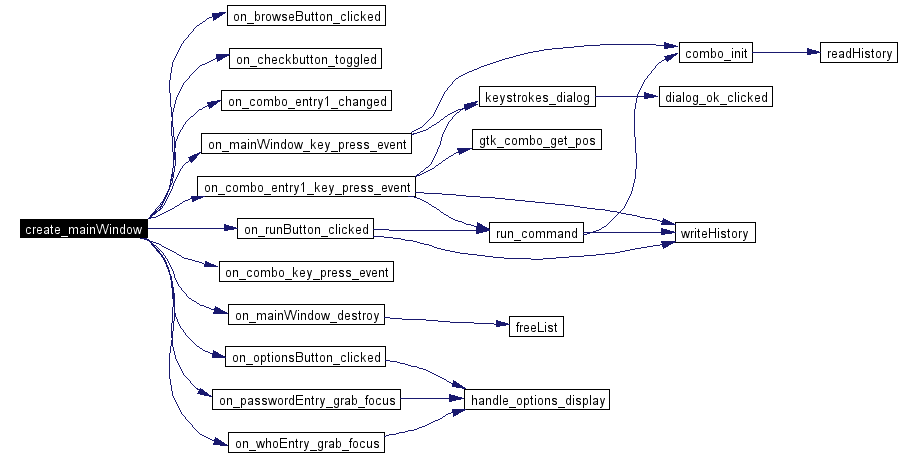 on_browseButton_clicked
on_checkbutton_toggled
combo_init
readHistory
on_combo_entry1_changed
keystrokes_dialog
dialog_ok_clicked
on_mainWindow_key_press_event
gtk_combo_get_pos
on_combo_entry1_key_press_event
create_mainWindow
on_runButton_clicked
run_command
writeHistory
on_combo_key_press_event
on_mainWindow_destroy
freeList
on_optionsButton_clicked
on_passwordEntry_grab_focus
handle_options_display
on_whoEntry_grab_focus